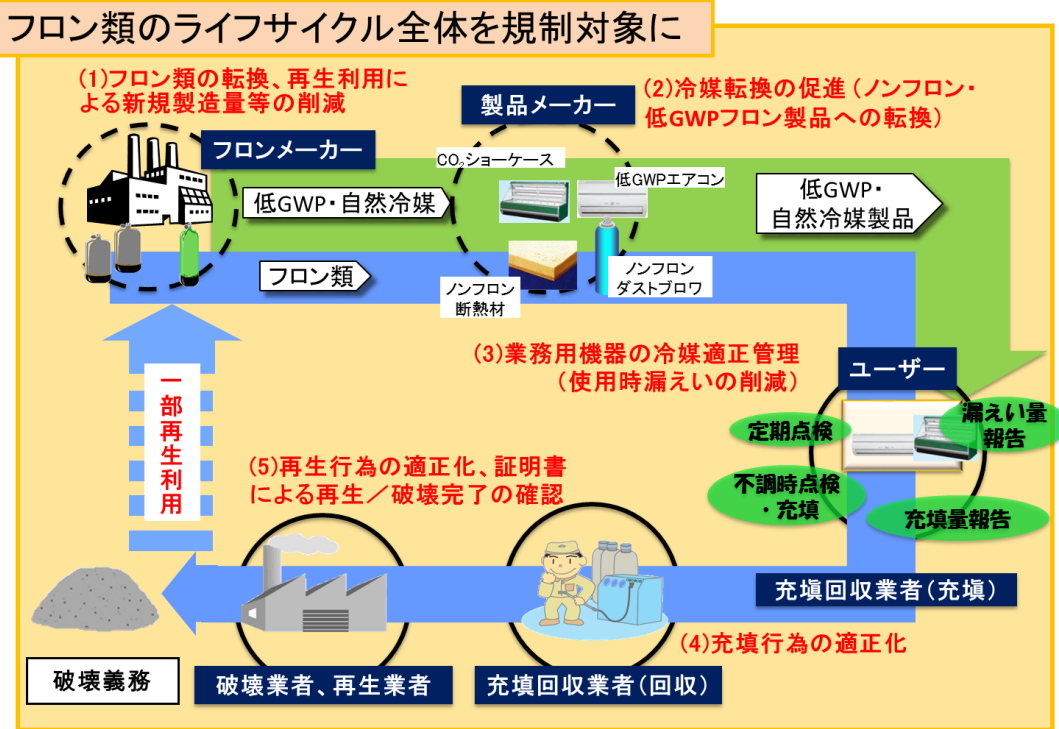 フロン類のライフサイクル全体を規制対象に
(1)フロン類の転換、再生利用に
よる新規製造量等の削減
製品メーカー
(2)冷媒転換の促進(ノンフロン・
低GWPフロン製品への転換)
フロンメーカー
CO₂ショーケース
低GWPエアコン
低GWP・自然冷媒
低GWP・
自然冷媒製品
フロン類
ノンフロン
断熱材
ノンフロン
ダストブロワ
(3)業務用機器の冷媒適正管理
(使用時漏えいの削減)
ユーザー
定期点検
漏えい量
報告
不調時点検
・充填
充填量報告
一部再生利用
(5)再生行為の適正化、証明書
による再生/破壊完了の確認
充塡回収業者(充塡)
(4)充填行為の適正化
破壊義務
破壊業者、再生業者
充填回収業者(回収)